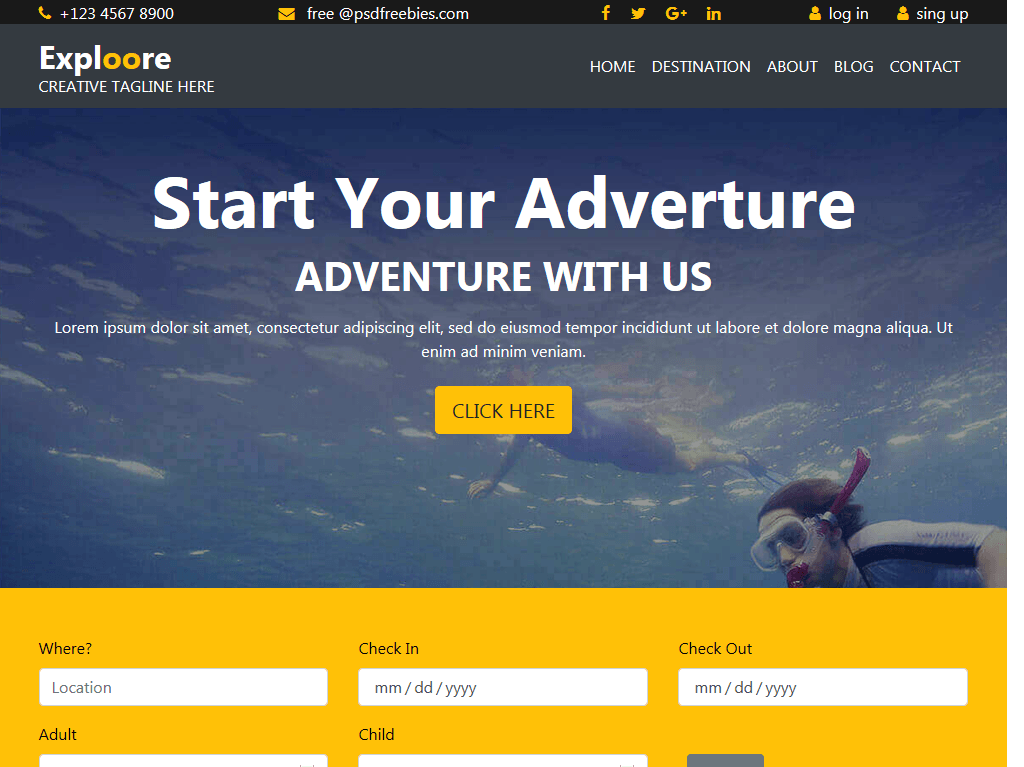 +123 4567 8900 free @psdfreebies.com G+ in log in sing up
Exploore
CREATIVE TAGLINE HERE
HOME DESTINATION ABOUT BLOG CONTACT
Start Your Adverture
ADVENTURE WITH US
Lorem ipsum dolor sit amet, consectetur adipiscing elit, sed do eiusmod tempor incididunt ut labore et dolore magna aliqua. Ut
enim ad minim veniam.
CLICK HERE
Where? Check In Check Out
Location mm / dd / yyyy mm / dd / yyyy
Adult Child